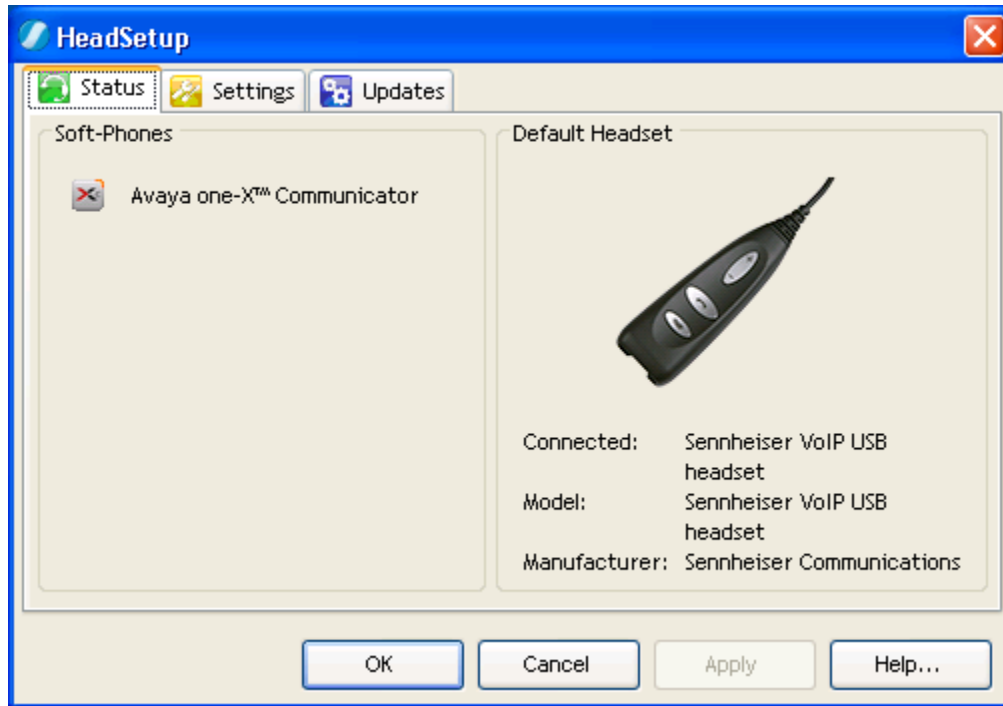 HeadSetup
Status Settings Updates
Soft-Phones
Avaya one-X™ Communicator
Default Headset
Connected: Sennheiser VoIP USB
headset
Model: Sennheiser VoIP USB
headset
Manufacturer: Sennheiser Communications
OK Cancel Apply Help...